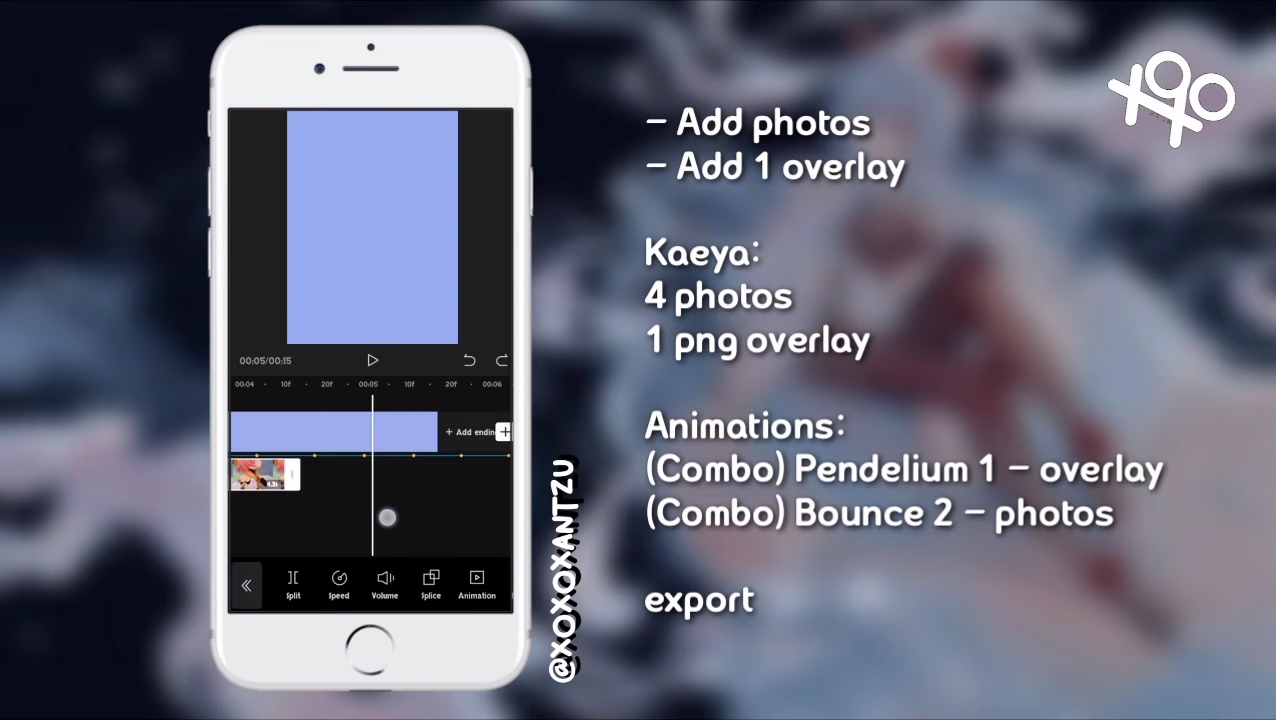 XOXO
- Add photos
- Add 1 overlay
Kaeya:
4 photos
1 png overlay
Animations:
(Combo) Pendelium 1 - overlay
(Combo) Bounce 2 - photos
export
@XOXOXANTZU
00:05/00:15
00:04 10f 20f 00:05 10f 20f 00:06
+ Add endin
Split Speed Volume Splice Animation